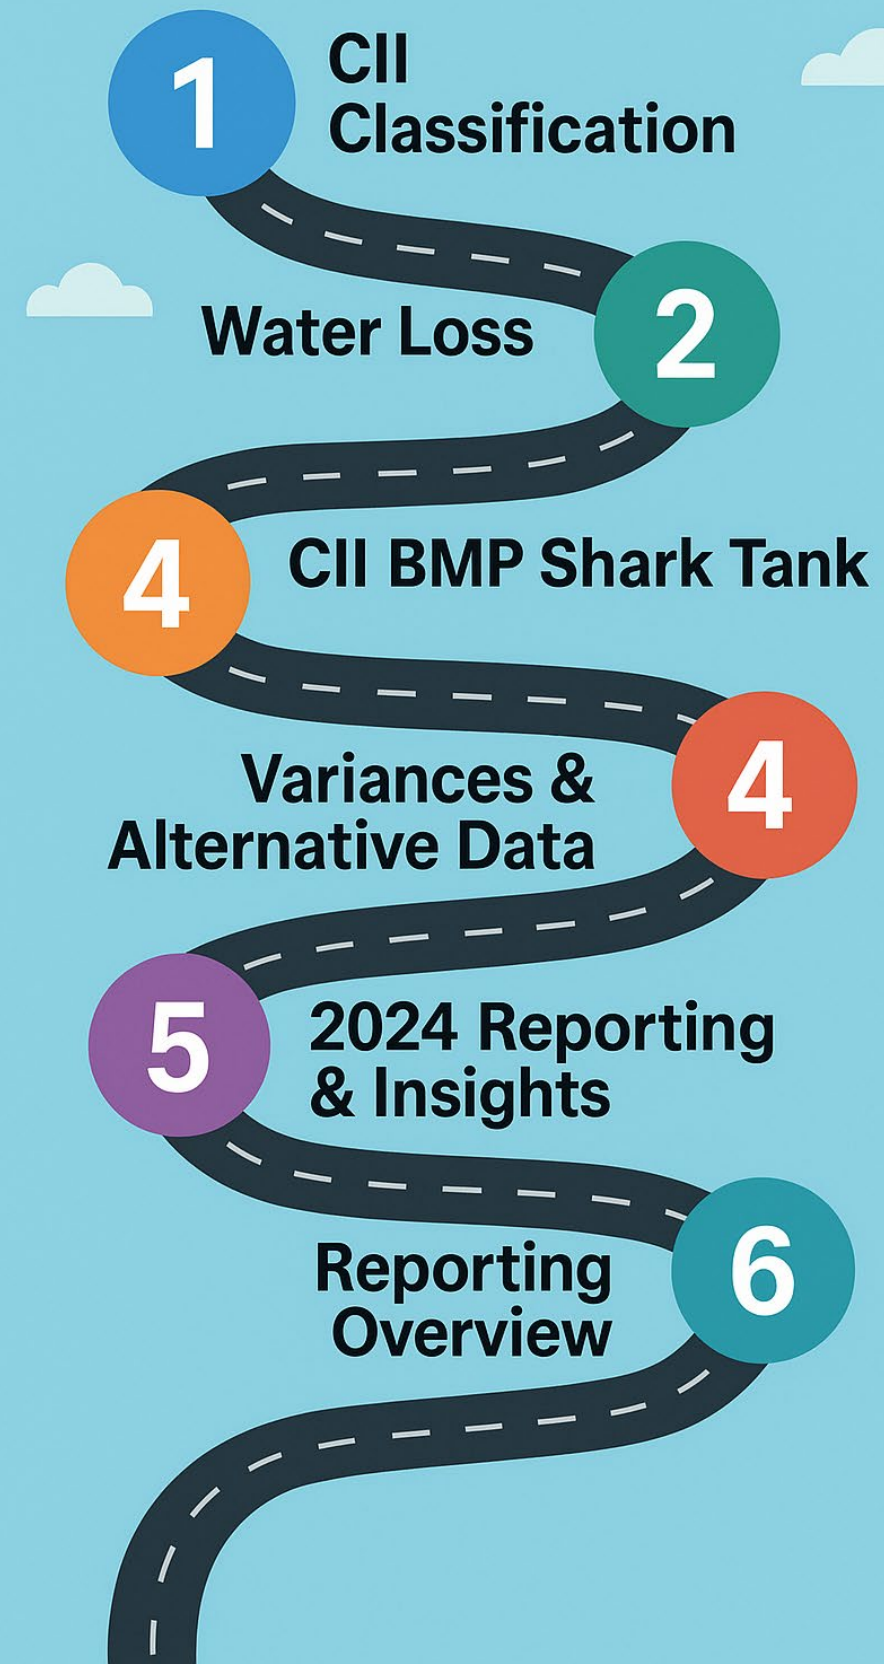 1
CII
Classification
2
Water Loss
4
CII BMP Shark Tank
4
Variances &
Alternative Data
5
2024 Reporting
& Insights
6
Reporting
Overview